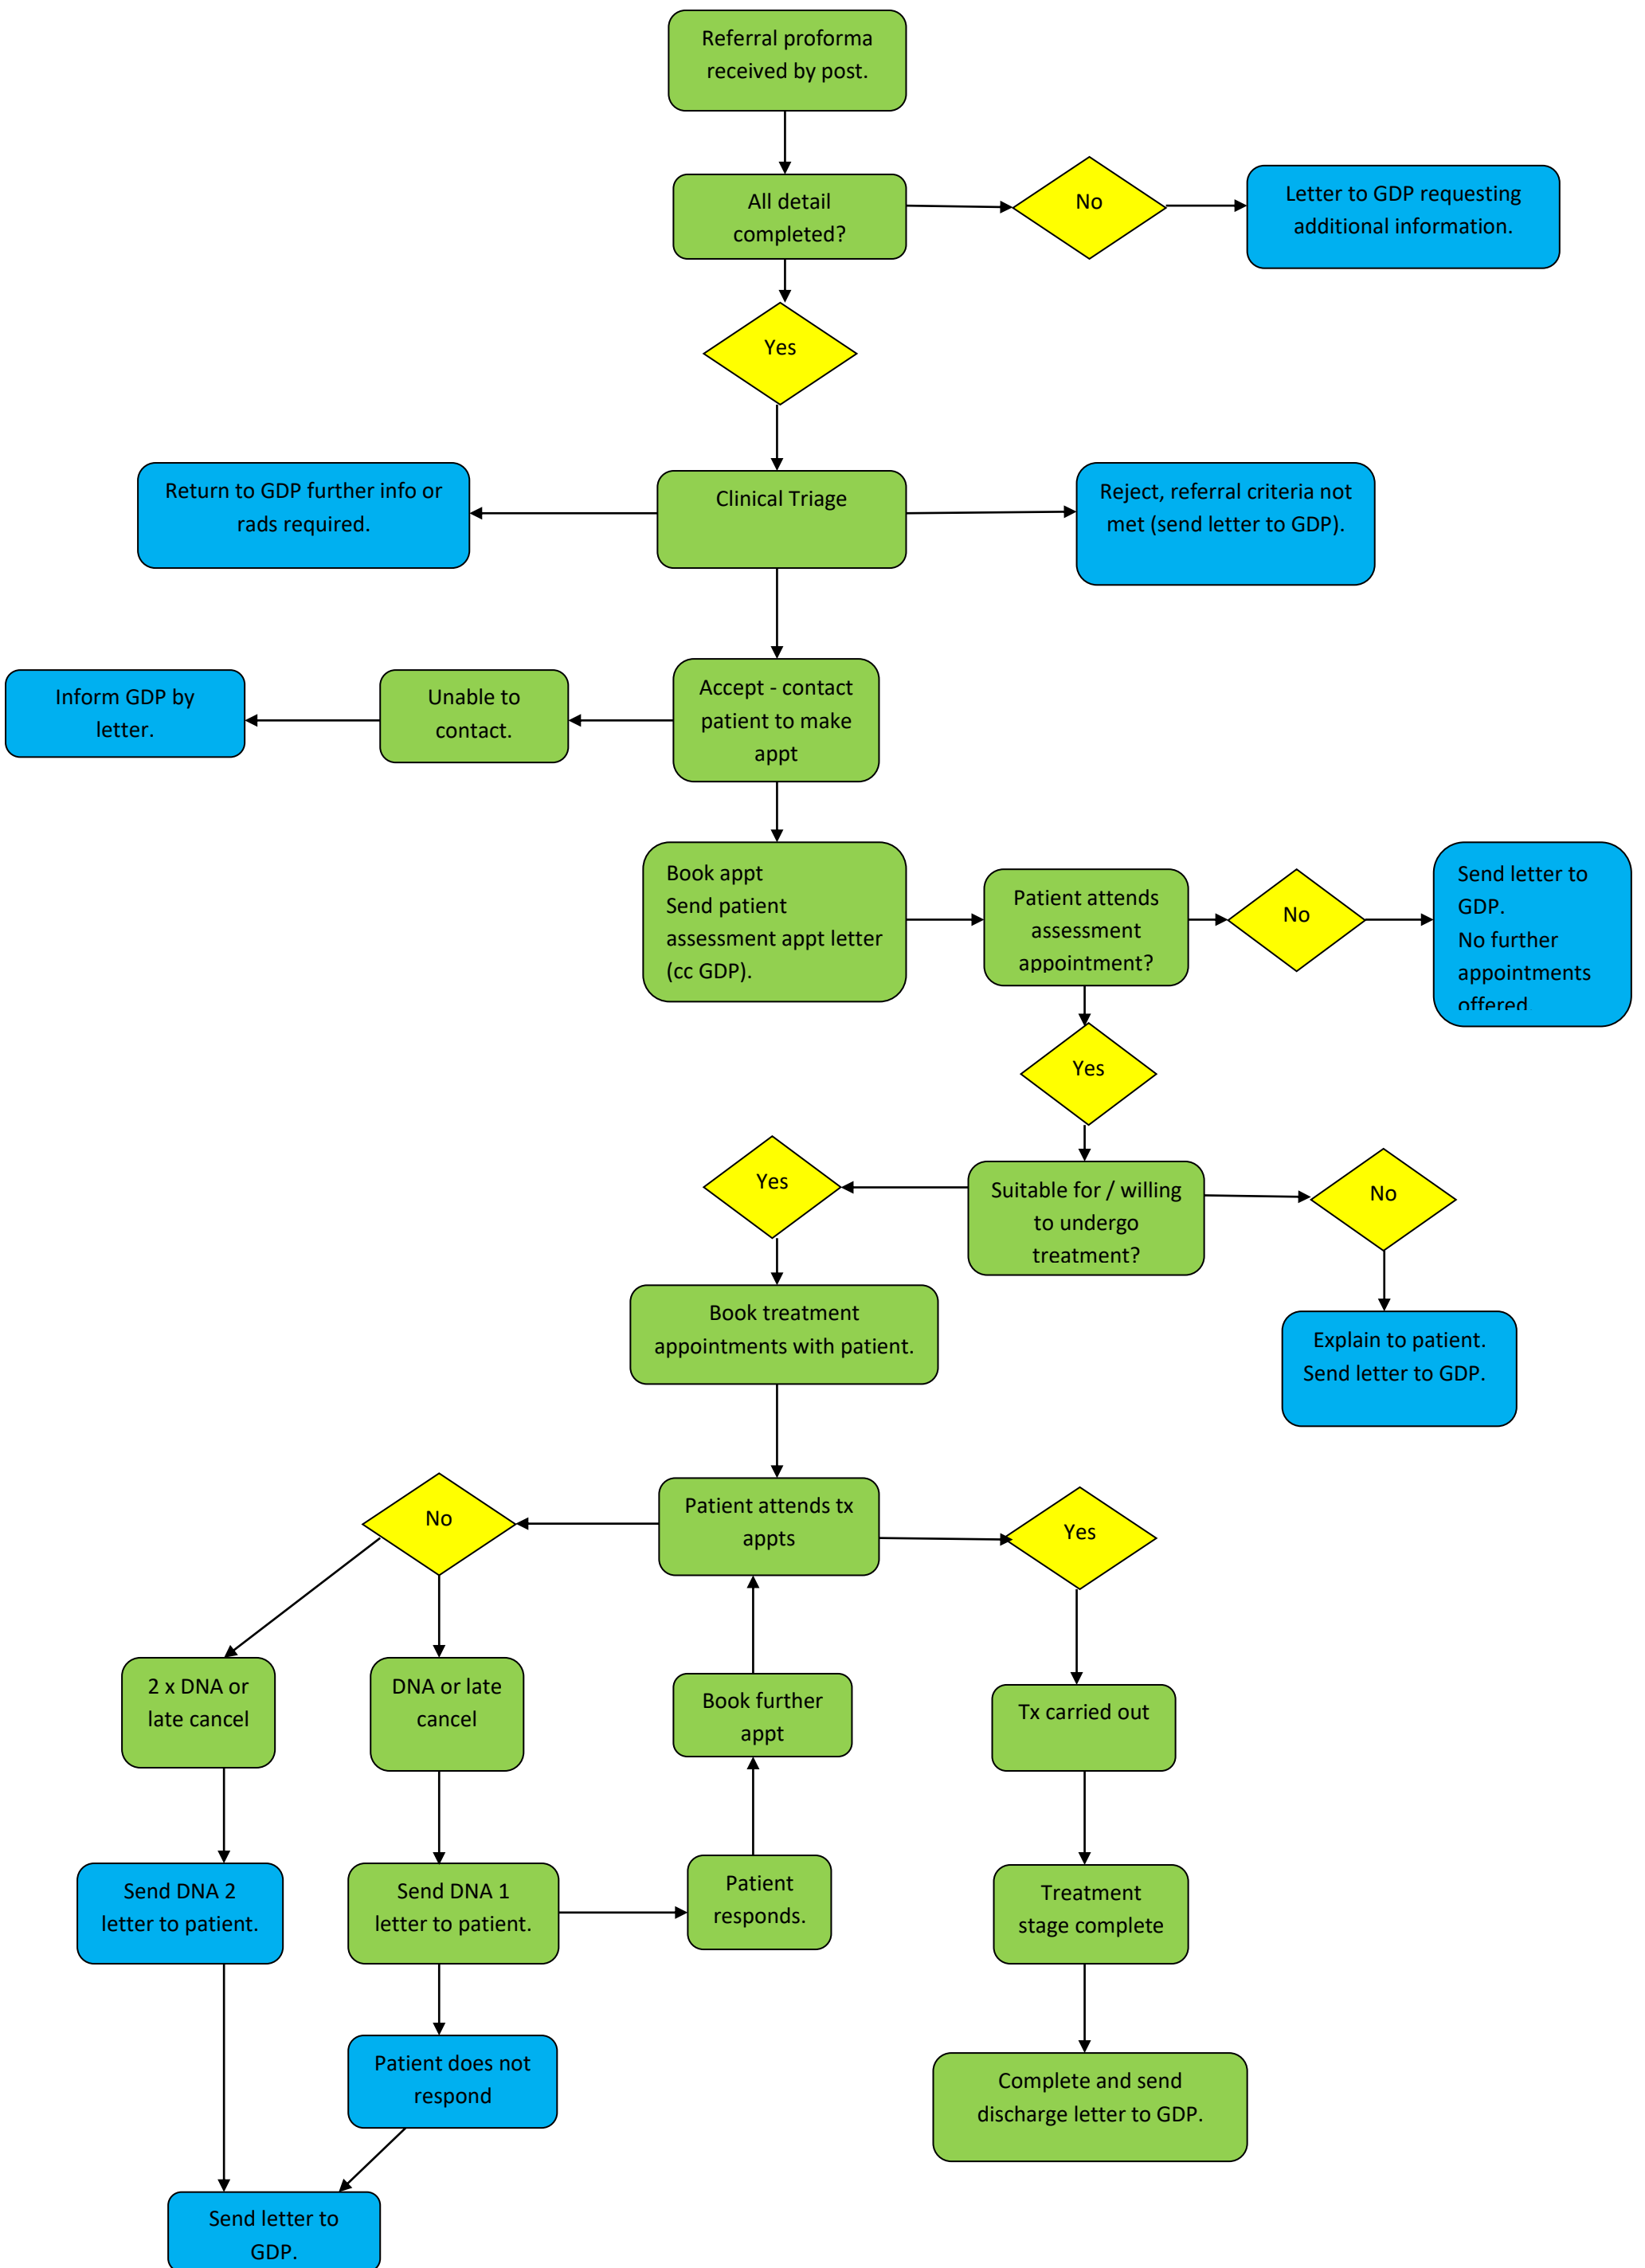 Referral proforma
received by post.
All detail
completed?
No
Letter to GDP requesting
additional information.
Yes
Return to GDP further info or
rads required.
Clinical Triage
Reject, referral criteria not
met (send letter to GDP).
Inform GDP by
letter.
Unable to
contact.
Accept - contact
patient to make
appt
Book appt
Send patient
assessment appt letter
(cc GDP).
Patient attends
assessment
appointment?
No
Send letter to
GDP.
No further
appointments
offered
Yes
Yes
Suitable for / willing
to undergo
treatment?
No
Book treatment
appointments with patient.
Explain to patient.
Send letter to GDP.
No
Patient attends tx
appts
Yes
2 x DNA or
late cancel
DNA or late
cancel
Book further
appt
Tx carried out
Send DNA 2
letter to patient.
Send DNA 1
letter to patient.
Patient
responds.
Treatment
stage complete
Patient does not
respond
Complete and send
discharge letter to GDP.
Send letter to
GDP.